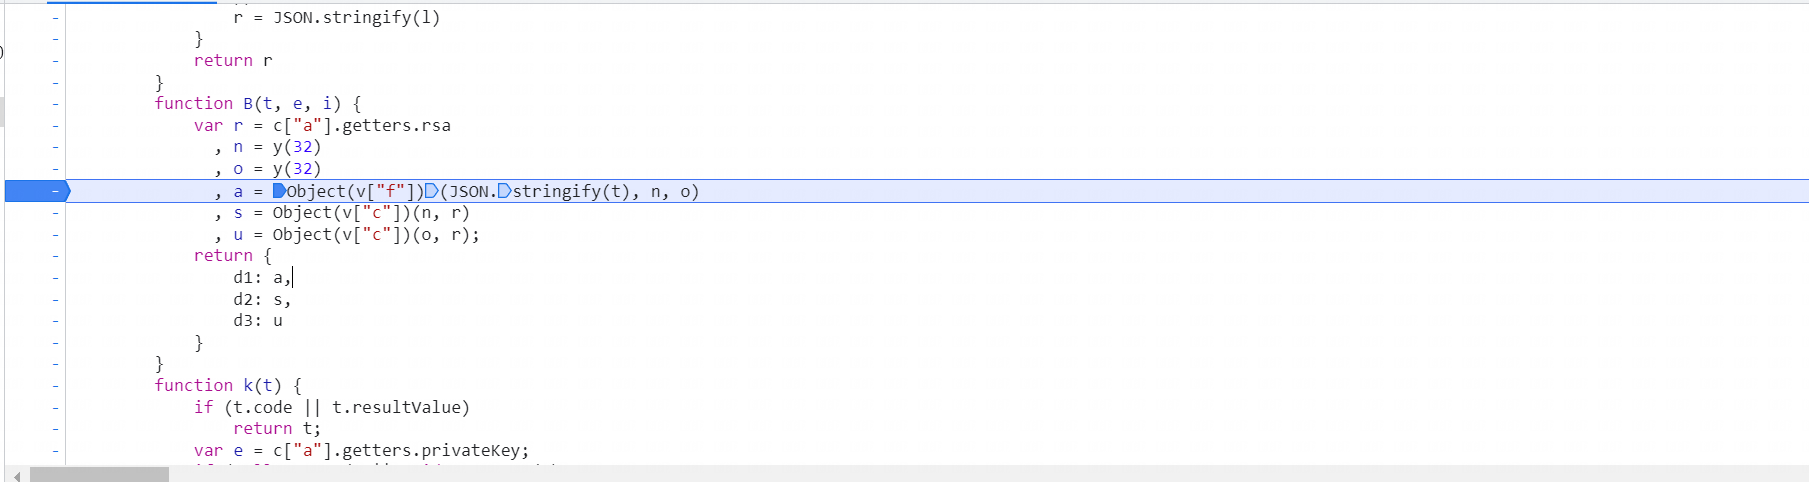 r = JSON.stringify(l)
}
return r
}
function B(t, e, i) {
var r = c["a"].getters.rsa
, n = y(32)
, o = y(32)
, a = Object(v["f"])(JSON.stringify(t), n, o)
, s = Object(v["c"])(n, r)
, u = Object(v["c"])(o, r);
return {
d1: a,
d2: s,
d3: u
}
}
function k(t) {
if (t.code || t.resultValue)
return t;
var e = c["a"].getters.privateKey;